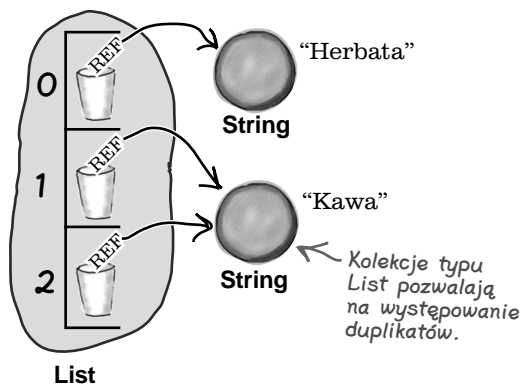 REF
“Herbata”
0
String
REF
1
“Kawa”
REF
2
String
Kolekcje typu
List pozwalają
na występowanie
duplikatów.
List